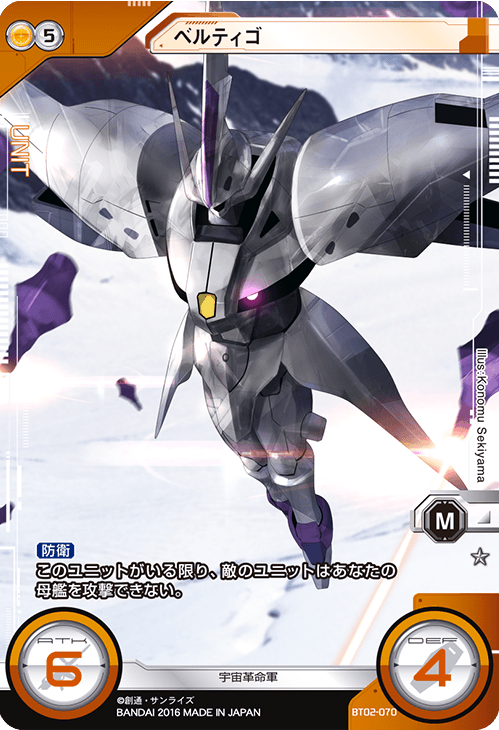 5
ベルティゴ
UNIT
Illus:Konomu Sekiyama
M
防衛
このユニットがいる限り、敵のユニットはあなたの
母艦を攻撃できない。
ATK
6
DEF
4
宇宙革命軍
©創通・サンライズ
BANDAI 2016 MADE IN JAPAN
BT02-070